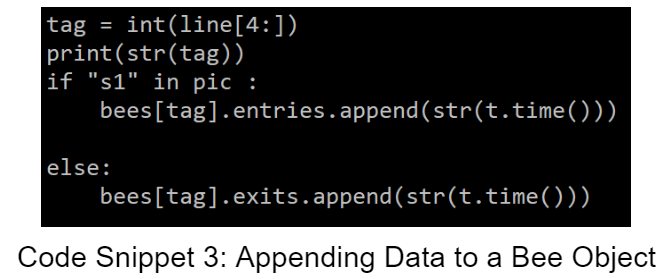 tag = int(line[4:])
print(str(tag))
if "s1" in pic :
    bees[tag].entries.append(str(t.time()))
else:
    bees[tag].exits.append(str(t.time()))
Code Snippet 3: Appending Data to a Bee Object